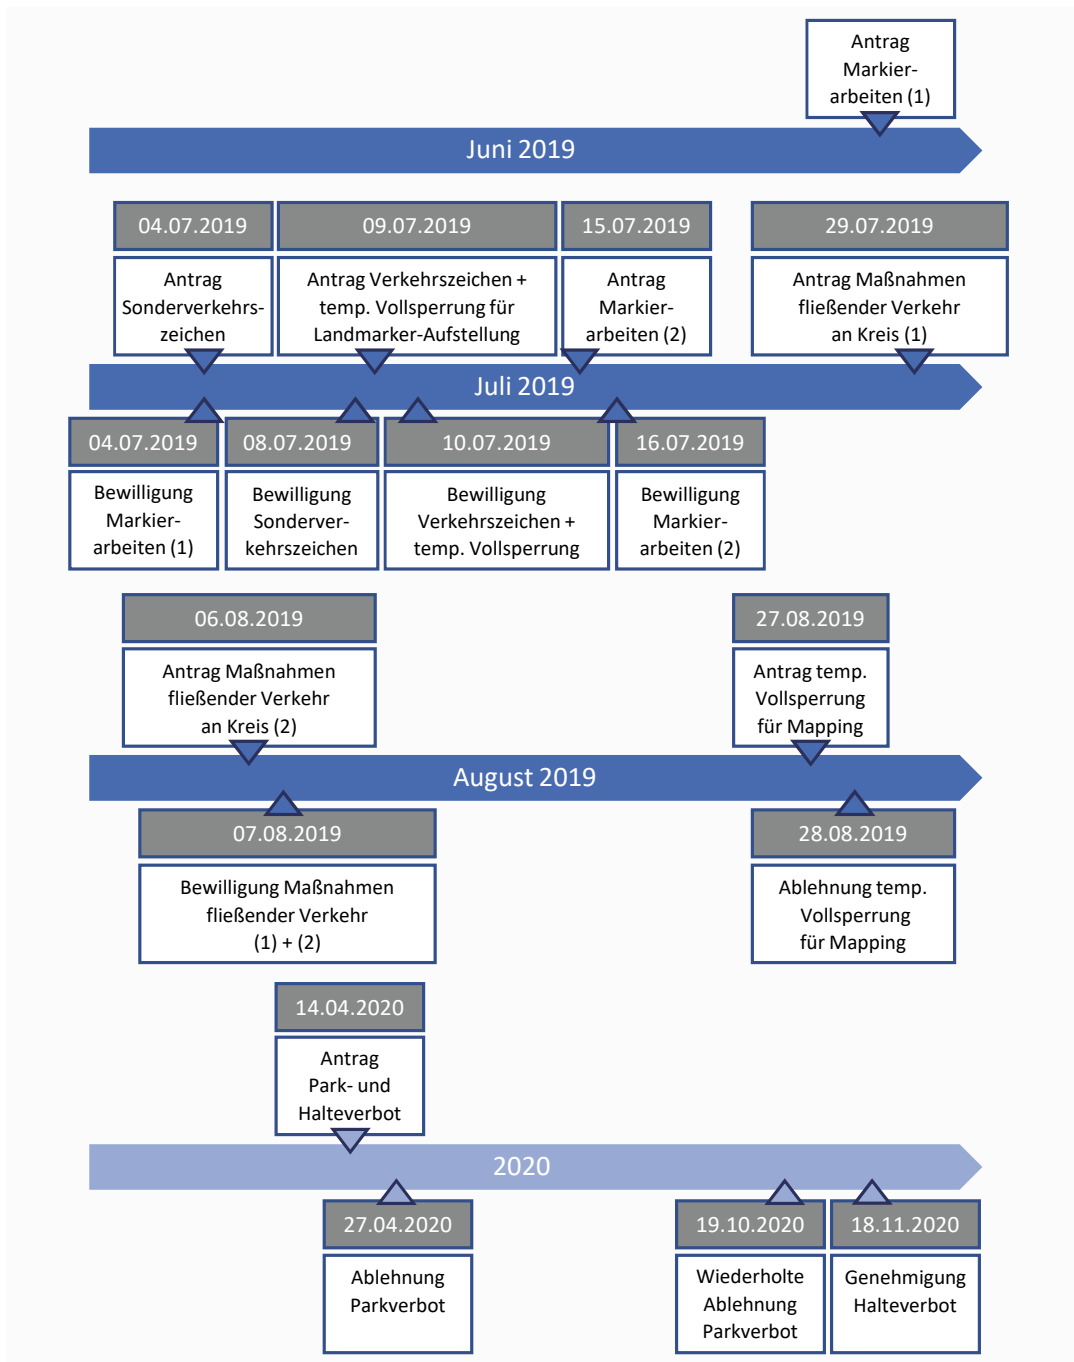 Antrag
Markier-
arbeiten (1)
Juni 2019
04.07.2019
Antrag
Sonderverkehrs-
zeichen
09.07.2019
Antrag Verkehrszeichen +
temp. Vollsperrung für
Landmarker-Aufstellung
15.07.2019
Antrag
Markier-
arbeiten (2)
29.07.2019
Antrag Maßnahmen
fließender Verkehr
an Kreis (1)
Juli 2019
04.07.2019
Bewilligung
Markier-
arbeiten (1)
08.07.2019
Bewilligung
Sonderver-
kehrszeichen
10.07.2019
Bewilligung
Verkehrszeichen +
temp. Vollsperrung
16.07.2019
Bewilligung
Markier-
arbeiten (2)
06.08.2019
Antrag Maßnahmen
fließender Verkehr
an Kreis (2)
27.08.2019
Antrag temp.
Vollsperrung
für Mapping
August 2019
07.08.2019
Bewilligung Maßnahmen
fließender Verkehr
(1) + (2)
28.08.2019
Ablehnung temp.
Vollsperrung
für Mapping
14.04.2020
Antrag
Park- und
Halteverbot
2020
27.04.2020
Ablehnung
Parkverbot
19.10.2020
Wiederholte
Ablehnung
Parkverbot
18.11.2020
Genehmigung
Halteverbot